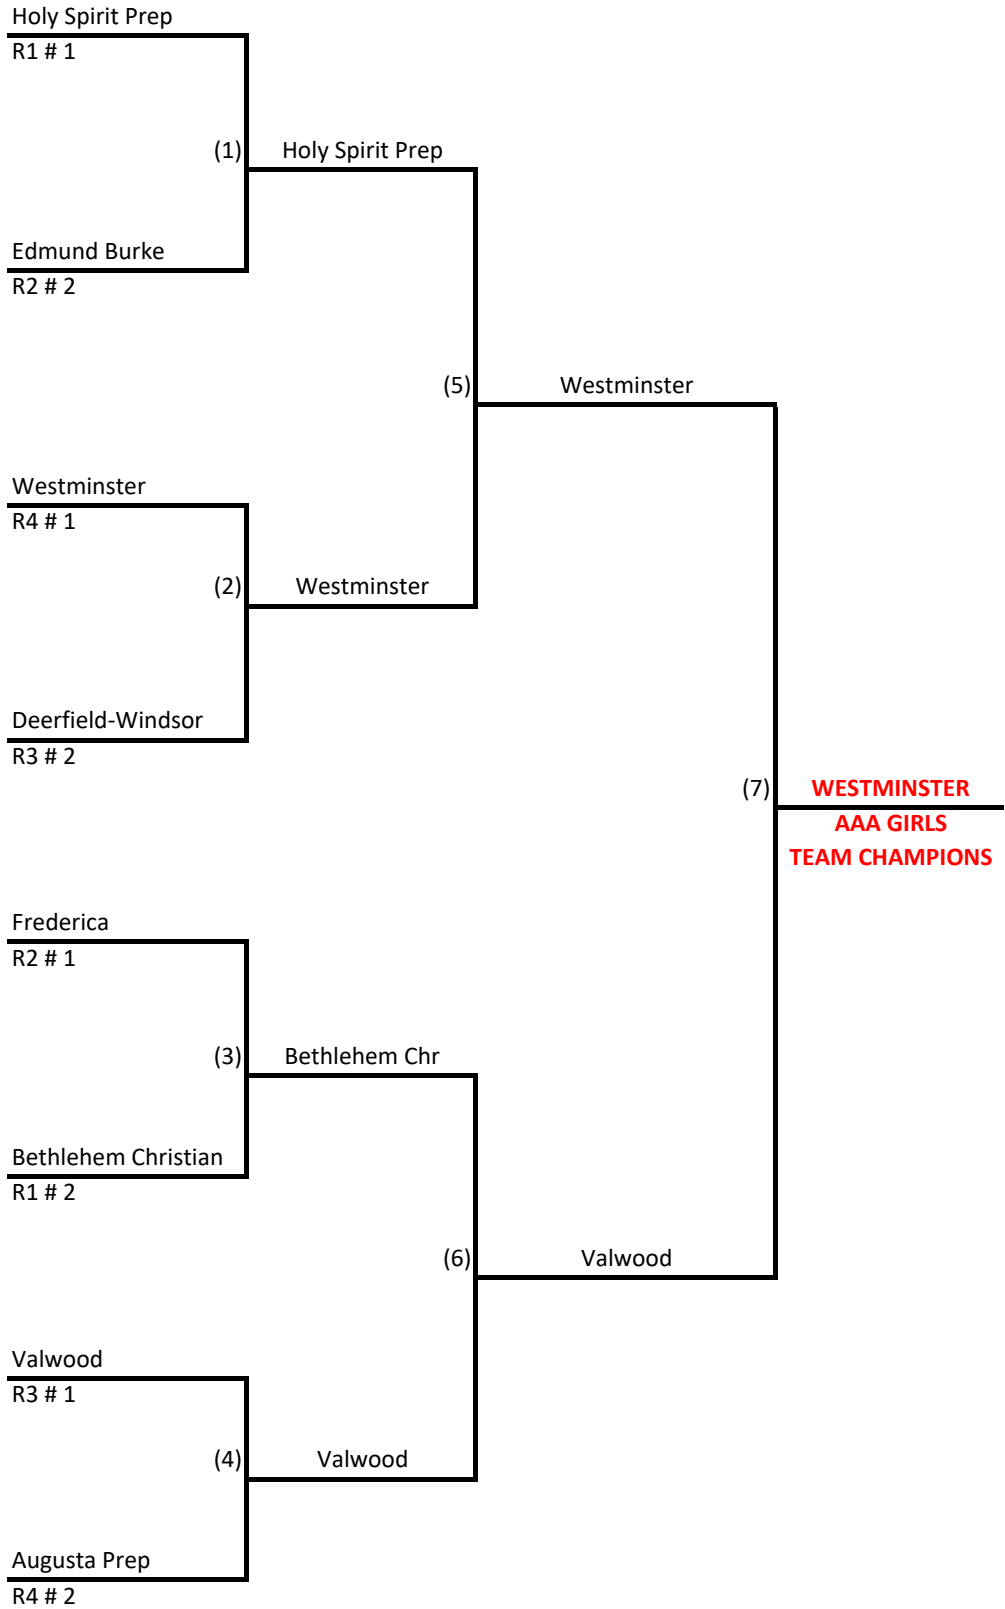 Holy Spirit Prep
R1 # 1
(1)
Holy Spirit Prep
Edmund Burke
R2 # 2
(5)
Westminster
Westminster
R4 # 1
(2)
Westminster
Deerfield-Windsor
R3 # 2
(7)
WESTMINSTER
AAA GIRLS
TEAM CHAMPIONS
Frederica
R2 # 1
(3)
Bethlehem Chr
Bethlehem Christian
R1 # 2
(6)
Valwood
Valwood
R3 # 1
(4)
Valwood
Augusta Prep
R4 # 2